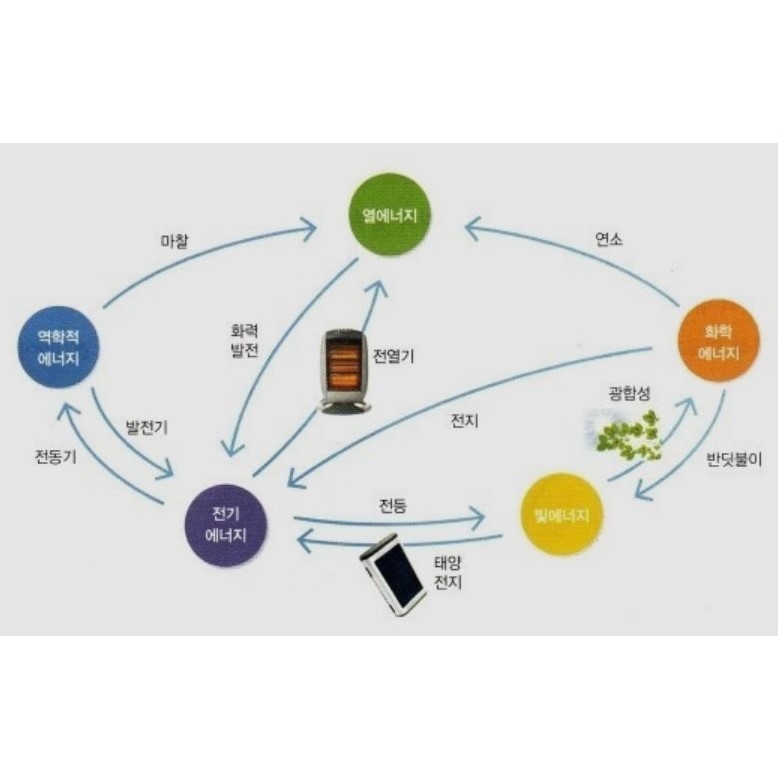 열에너지
마찰
연소
역학적
에너지
화력
발전
전열기
화학
에너지
광합성
발전기
전지
전동기
반딧불이
전기
에너지
전등
빛에너지
태양
전지